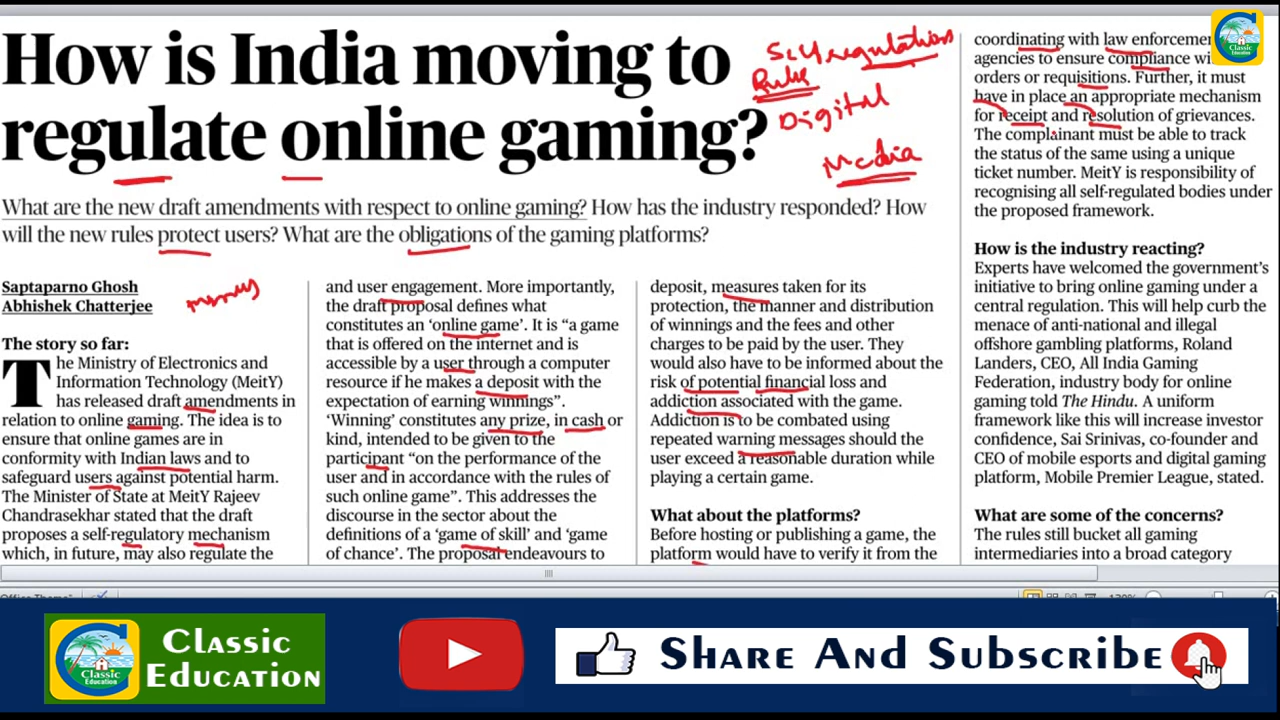 How is India moving to
regulate online gaming?
Self regulations
Rules
Digital
Media
What are the new draft amendments with respect to online gaming? How has the industry responded? How
will the new rules protect users? What are the obligations of the gaming platforms?
Saptaparno Ghosh
Abhishek Chatterjee
The story so far:
The Ministry of Electronics and
Information Technology (MeitY)
has released draft amendments in
relation to online gaming. The idea is to
ensure that online games are in
conformity with Indian laws and to
safeguard users against potential harm.
The Minister of State at MeitY Rajeev
Chandrasekhar stated that the draft
proposes a self-regulatory mechanism
which, in future, may also regulate the
and user engagement. More importantly,
the draft proposal defines what
constitutes an ‘online game’. It is “a game
that is offered on the internet and is
accessible by a user through a computer
resource if he makes a deposit with the
expectation of earning winnings”.
‘Winning’ constitutes any prize, in cash or
kind, intended to be given to the
participant “on the performance of the
user and in accordance with the rules of
such online game”. This addresses the
discourse in the sector about the
definitions of a ‘game of skill’ and ‘game
of chance’. The proposal endeavours to
deposit, measures taken for its
protection, the manner and distribution
of winnings and the fees and other
charges to be paid by the user. They
would also have to be informed about the
risk of potential financial loss and
addiction associated with the game.
Addiction is to be combated using
repeated warning messages should the
user exceed a reasonable duration while
playing a certain game.
What about the platforms?
Before hosting or publishing a game, the
platform would have to verify it from the
coordinating with law
agencies to ensure compliance
orders or requisitions. Further, it must
have in place an appropriate mechanism
for receipt and resolution of grievances.
The complainant must be able to track
the status of the same using a unique
ticket number. MeitY is responsibility of
recognising all self-regulated bodies under
the proposed framework.
How is the industry reacting?
Experts have welcomed the government’s
initiative to bring online gaming under a
central regulation. This will help curb the
menace of anti-national and illegal
offshore gambling platforms, Roland
Landers, CEO, All India Gaming
Federation, industry body for online
gaming told The Hindu. A uniform
framework like this will increase investor
confidence, Sai Srinivas, co-founder and
CEO of mobile esports and digital gaming
platform, Mobile Premier League, stated.
What are some of the concerns?
The rules still bucket all gaming
intermediaries into a broad category
Classic
Education
Classic
Education
Classic
Education
Share And Subscribe